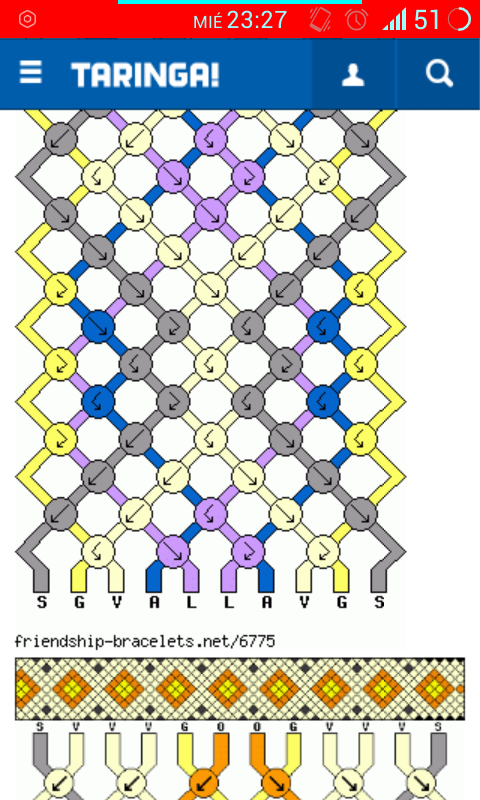 MIÉ 23:27 51
TARINGA!
S G V A L L A V G S
friendship-bracelets.net/6775
S V V V G O O G V V V S